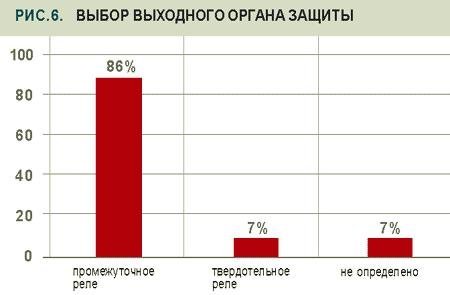 РИС.6. ВЫБОР ВЫХОДНОГО ОРГАНА ЗАЩИТЫ
100
80
60
40
20
0
86%
7%
7%
промежуточное
реле
твердотельное
реле
не определено